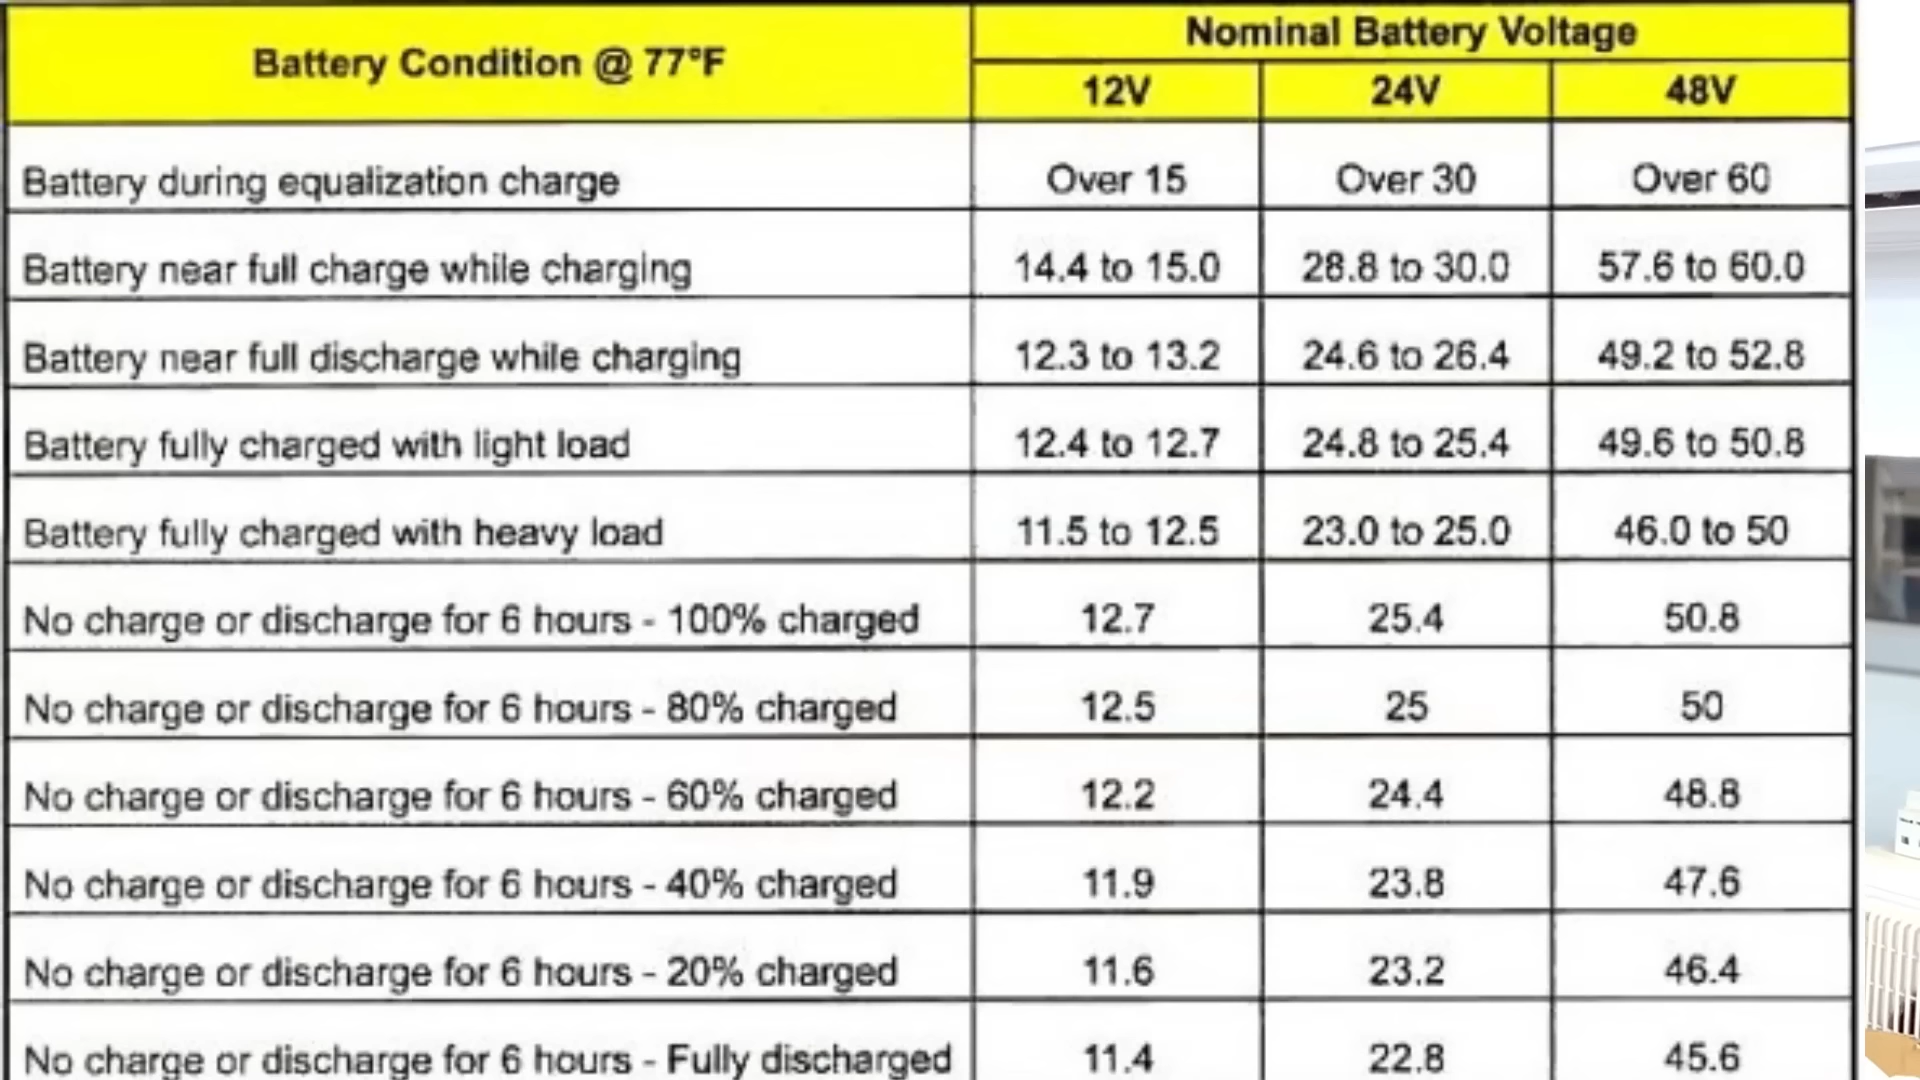 Battery Condition @ 77°F
Nominal Battery Voltage
12V 24V 48V
Battery during equalization charge Over 15 Over 30 Over 60
Battery near full charge while charging 14.4 to 15.0 28.8 to 30.0 57.6 to 60.0
Battery near full discharge while charging 12.3 to 13.2 24.6 to 26.4 49.2 to 52.8
Battery fully charged with light load 12.4 to 12.7 24.8 to 25.4 49.6 to 50.8
Battery fully charged with heavy load 11.5 to 12.5 23.0 to 25.0 46.0 to 50
No charge or discharge for 6 hours - 100% charged 12.7 25.4 50.8
No charge or discharge for 6 hours - 80% charged 12.5 25 50
No charge or discharge for 6 hours - 60% charged 12.2 24.4 48.8
No charge or discharge for 6 hours - 40% charged 11.9 23.8 47.6
No charge or discharge for 6 hours - 20% charged 11.6 23.2 46.4
No charge or discharge for 6 hours - Fully discharged 11.4 22.8 45.6